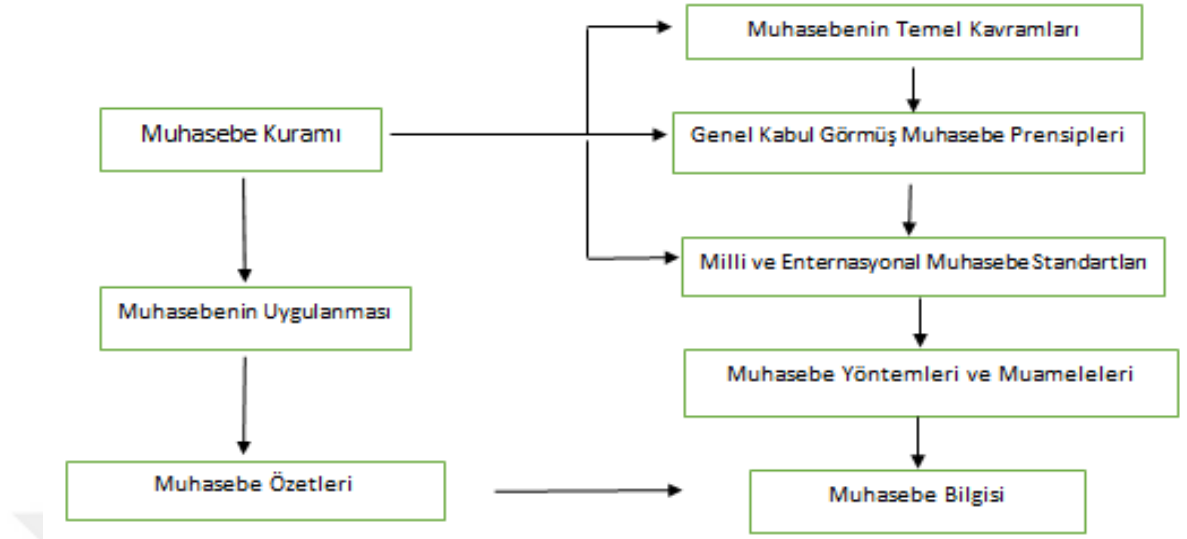 Muhasebenin Temel Kavramları
Muhasebe Kuramı
Genel Kabul Görmüş Muhasebe Prensipleri
Milli ve Enternasyonal Muhasebe Standartları
Muhasebenin Uygulanması
Muhasebe Yöntemleri ve Muameleleri
Muhasebe Özetleri
Muhasebe Bilgisi